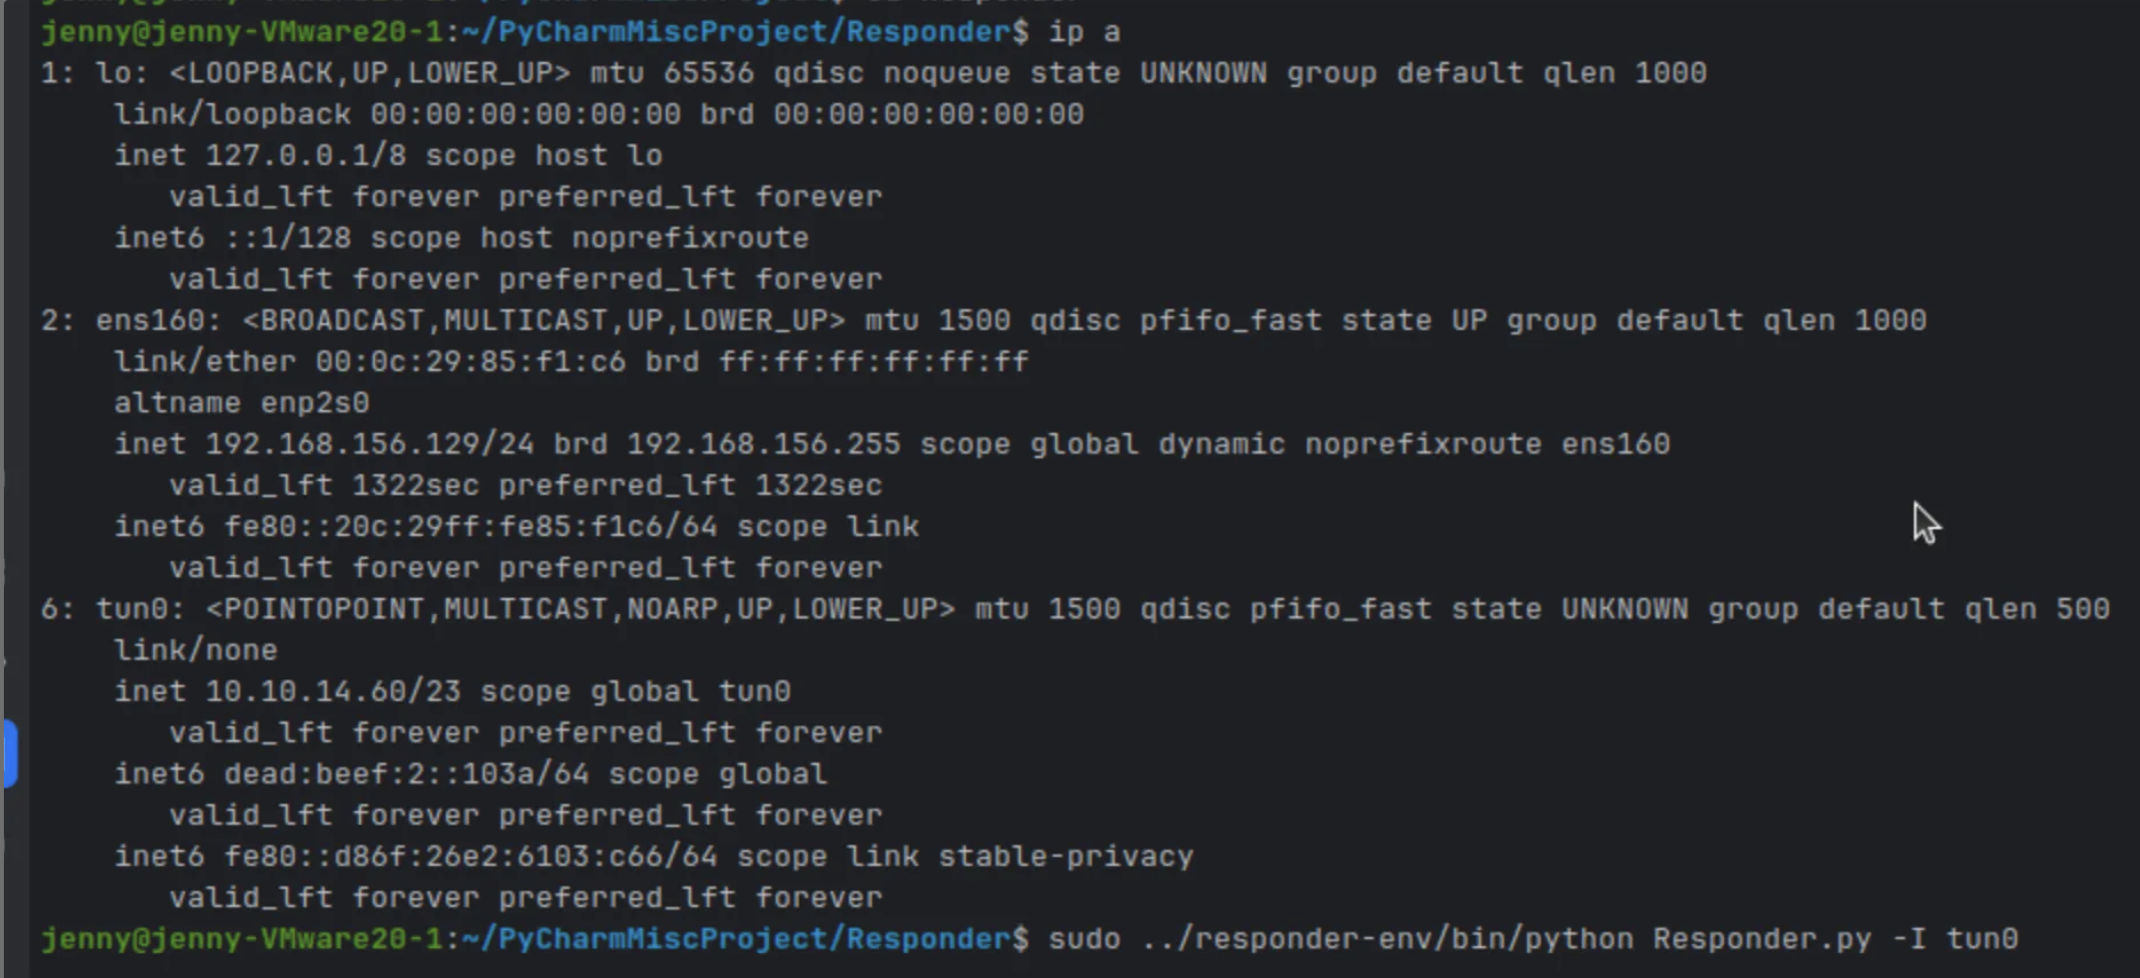 jenny@jenny-VMware20-1:~/PyCharmMiscProject/Responder$ ip a
1: lo: <LOOPBACK,UP,LOWER_UP> mtu 65536 qdisc noqueue state UNKNOWN group default qlen 1000
    link/loopback 00:00:00:00:00:00 brd 00:00:00:00:00:00
    inet 127.0.0.1/8 scope host lo
       valid_lft forever preferred_lft forever
    inet6 ::1/128 scope host noprefixroute
       valid_lft forever preferred_lft forever
2: ens160: <BROADCAST,MULTICAST,UP,LOWER_UP> mtu 1500 qdisc pfifo_fast state UP group default qlen 1000
    link/ether 00:0c:29:85:f1:c6 brd ff:ff:ff:ff:ff:ff
    altname enp2s0
    inet 192.168.156.129/24 brd 192.168.156.255 scope global dynamic noprefixroute ens160
       valid_lft 1322sec preferred_lft 1322sec
    inet6 fe80::20c:29ff:fe85:f1c6/64 scope link
       valid_lft forever preferred_lft forever
6: tun0: <POINTOPOINT,MULTICAST,NOARP,UP,LOWER_UP> mtu 1500 qdisc pfifo_fast state UNKNOWN group default qlen 500
    link/none
    inet 10.10.14.60/23 scope global tun0
       valid_lft forever preferred_lft forever
    inet6 dead:beef:2::103a/64 scope global
       valid_lft forever preferred_lft forever
    inet6 fe80::d86f:26e2:6103:c66/64 scope link stable-privacy
       valid_lft forever preferred_lft forever
jenny@jenny-VMware20-1:~/PyCharmMiscProject/Responder$ sudo ../responder-env/bin/python Responder.py -I tun0